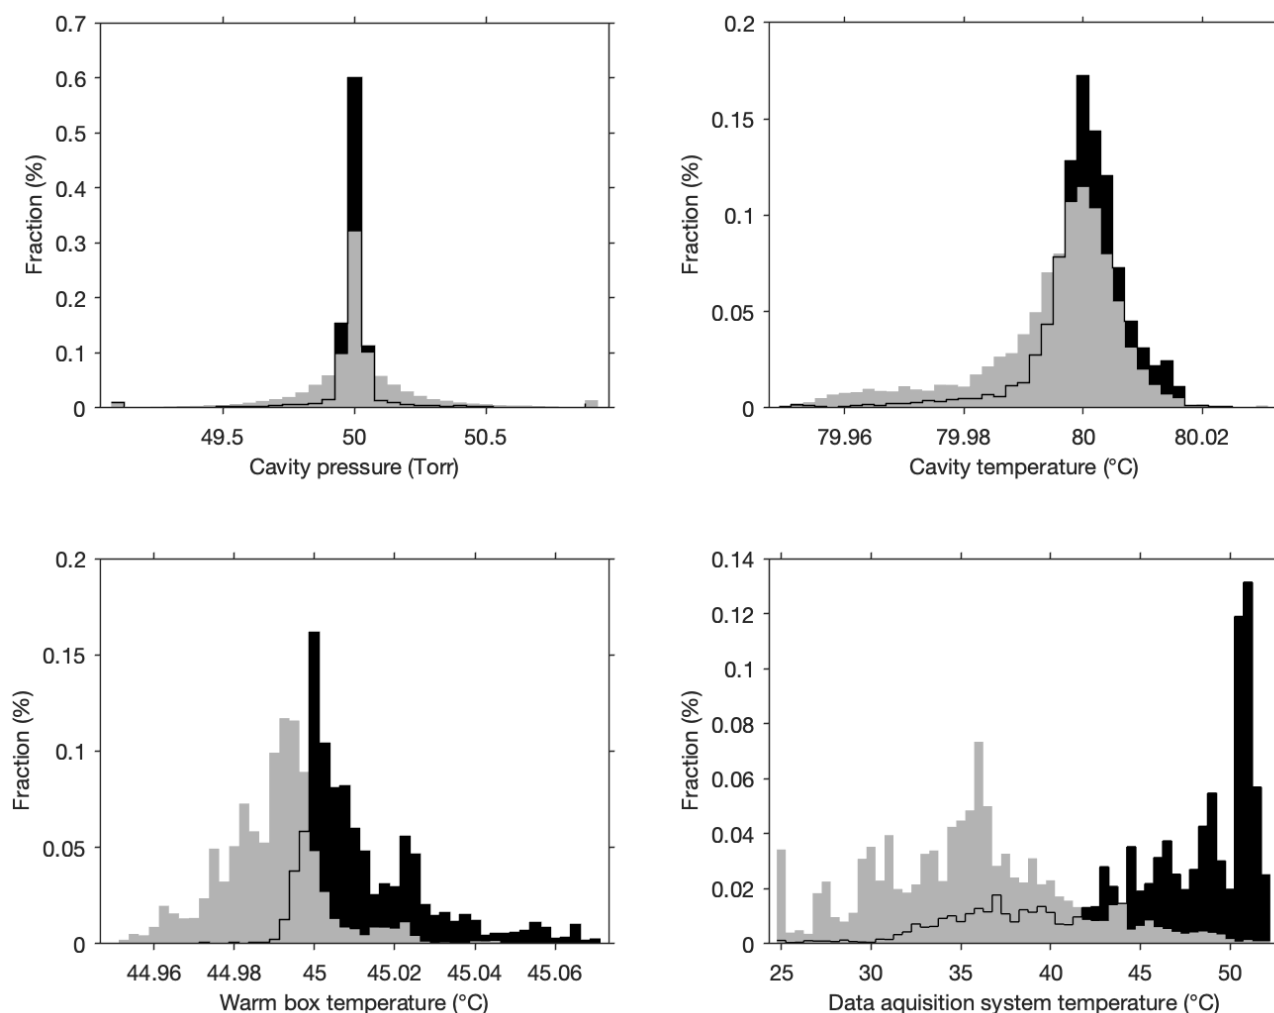 0.7
0.6
0.5
0.4
0.3
0.2
0.1
0
Fraction (%)
49.5 50 50.5
Cavity pressure (Torr)
0.2
0.15
0.1
0.05
0
Fraction (%)
79.96 79.98 80 80.02
Cavity temperature (°C)
0.2
0.15
0.1
0.05
0
Fraction (%)
44.96 44.98 45 45.02 45.04 45.06
Warm box temperature (°C)
0.14
0.12
0.1
0.08
0.06
0.04
0.02
0
Fraction (%)
25 30 35 40 45 50
Data aquisition system temperature (°C)